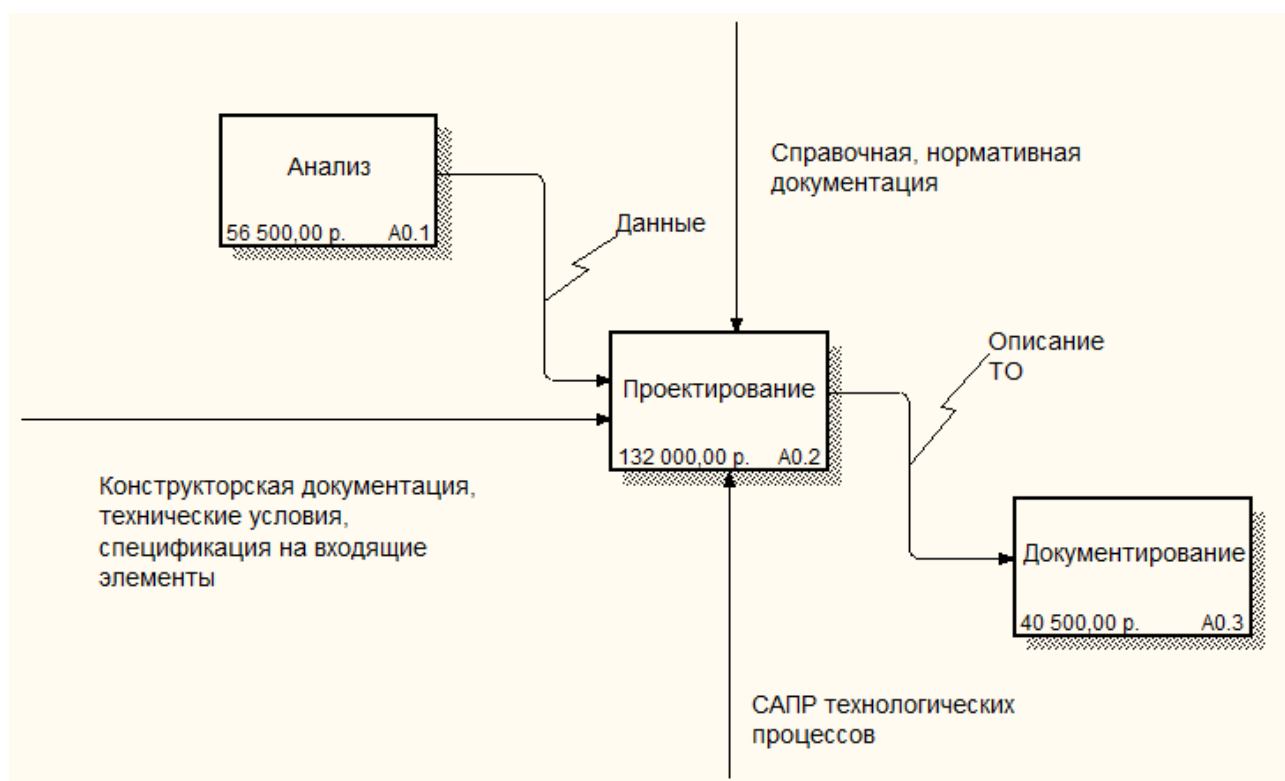 Анализ
56 500,00 р. A0.1
Справочная, нормативная
документация
Данные
Описание
ТО
Проектирование
132 000,00 р. A0.2
Конструкторская документация,
технические условия,
спецификация на входящие
элементы
Документирование
40 500,00 р. A0.3
САПР технологических
процессов